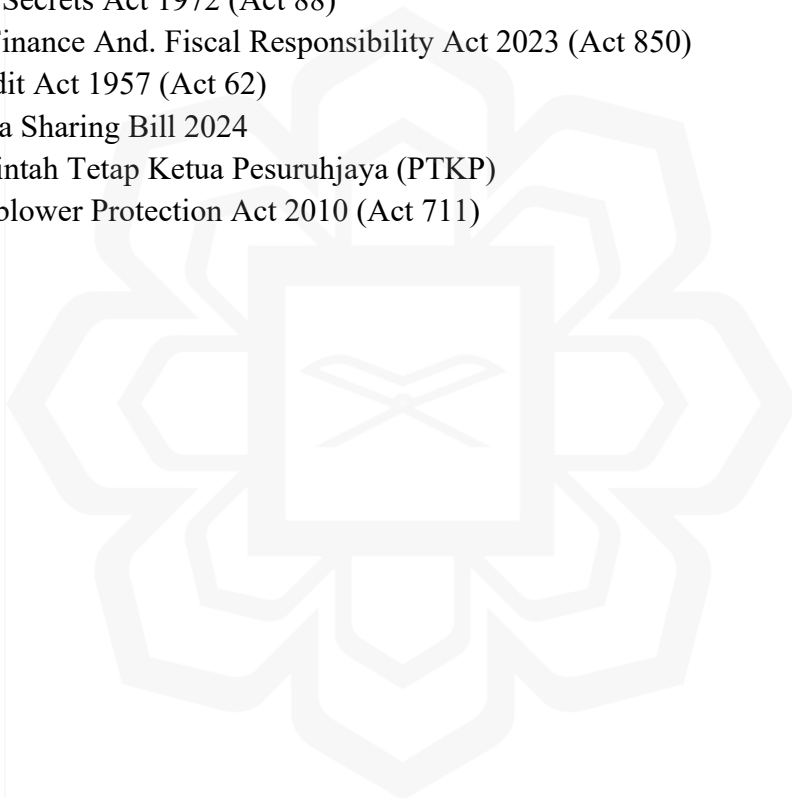 Secrets Act 1972 (Act 88)
inance And. Fiscal Responsibility Act 2023 (Act 850)
dit Act 1957 (Act 62)
a Sharing Bill 2024
intah Tetap Ketua Pesuruhjaya (PTKP)
blower Protection Act 2010 (Act 711)